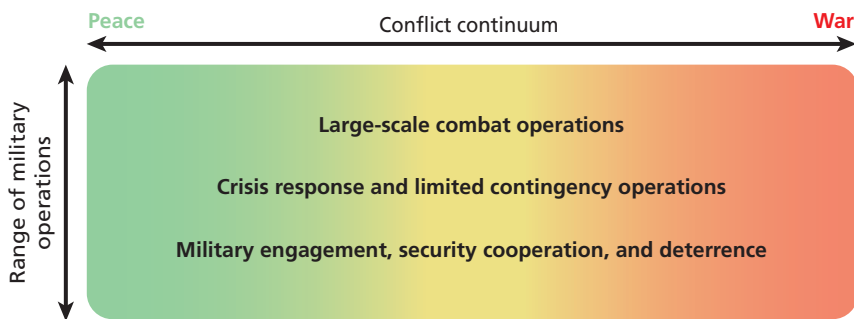 Peace
Conflict continuum
War
Range of military
operations
Large-scale combat operations
Crisis response and limited contingency operations
Military engagement, security cooperation, and deterrence